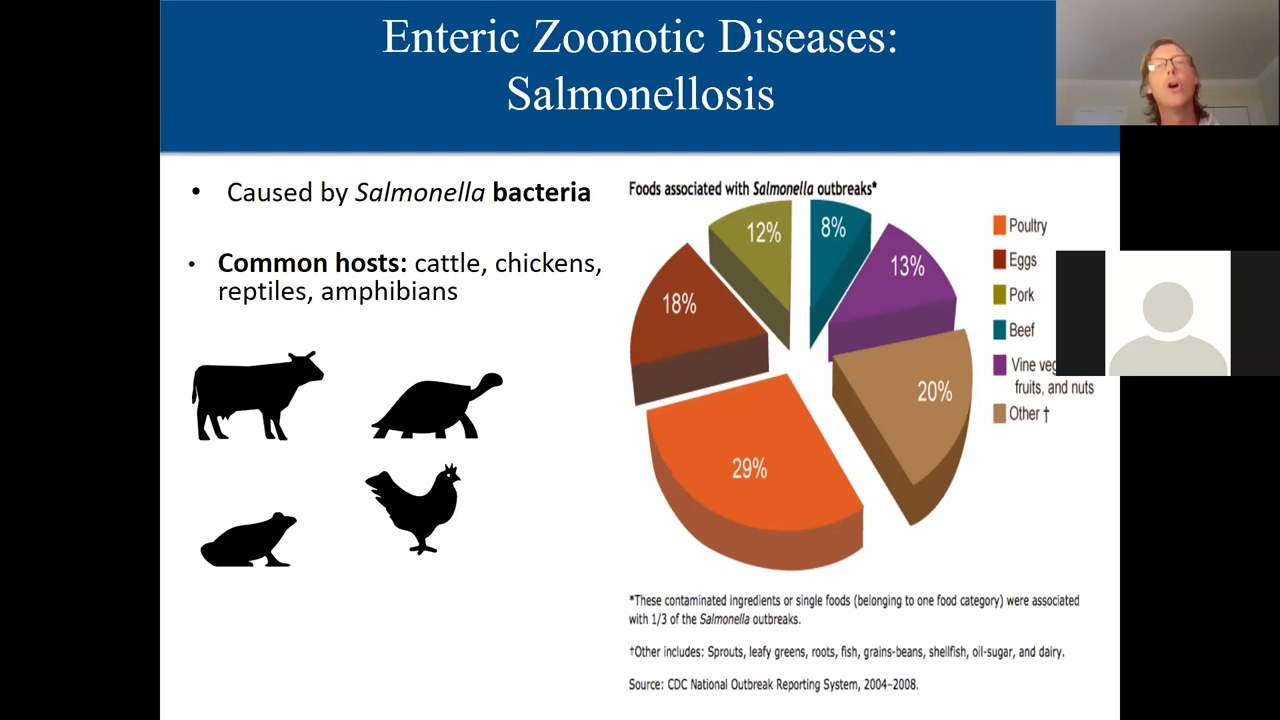 Enteric Zoonotic Diseases:
Salmonellosis
• Caused by Salmonella bacteria
• Common hosts: cattle, chickens,
reptiles, amphibians
Foods associated with Salmonella outbreaks*
12%
8%
13%
18%
20%
29%
Poultry
Eggs
Pork
Beef
Vine
fruits, and nuts
Other †
*These contaminated ingredients or single foods (belonging to one food category) were associated
with 1/3 of the Salmonella outbreaks.
†Other includes: Sprouts, leafy greens, roots, fish, grains-beans, shellfish, oil-sugar, and dairy.
Source: CDC National Outbreak Reporting System, 2004–2008.